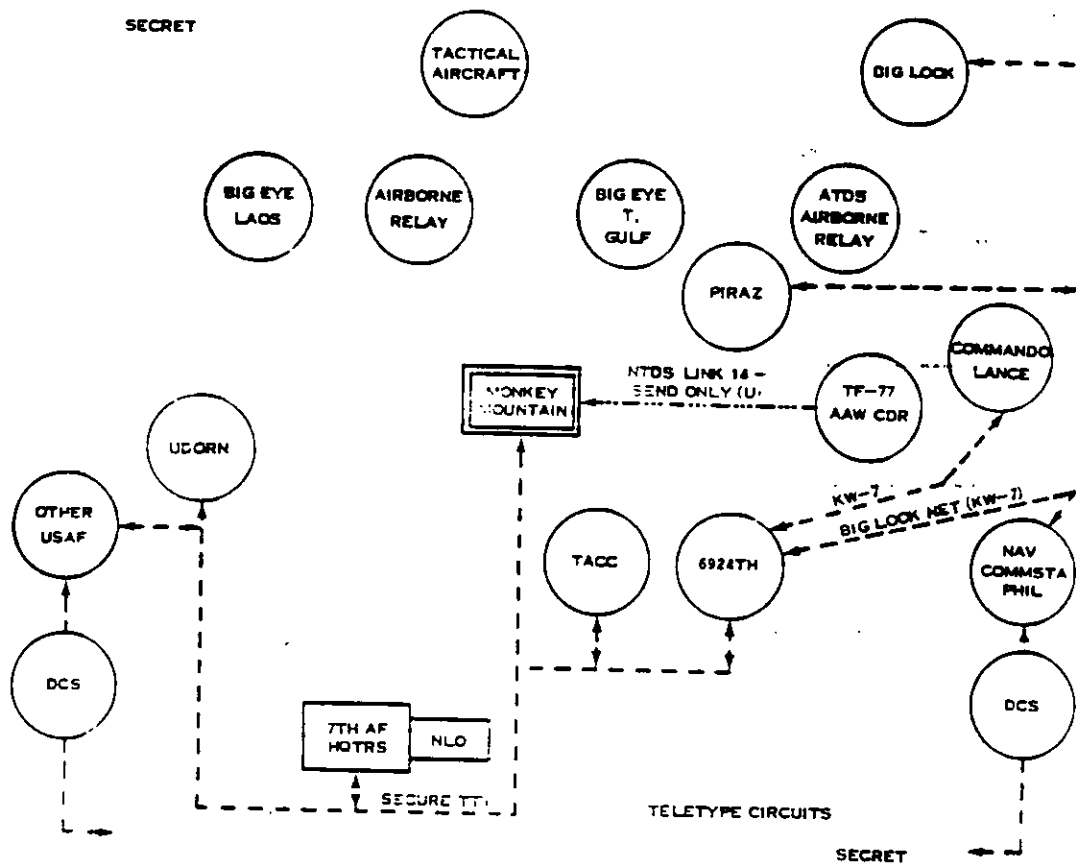 SECRET
TACTICAL
AIRCRAFT
BIG LOOK
BIG EYE
LAOS
AIRBORNE
RELAY
BIG EYE
T.
GULF
ATDS
AIRBORNE
RELAY
PIRAZ
COMMANDO
LANCE
NTDS LINK 14 -
SEND ONLY (U)
MONKEY
MOUNTAIN
TF-77
AAW CDR
UDORN
KW-7
BIG LOOK NET (KW-7)
OTHER
USAF
TACC
6924TH
NAV
COMMSTA
PHIL
DCS
DCS
7TH AF
HQTRS
NLO
SECURE TTY
TELETYPE CIRCUITS
SECRET